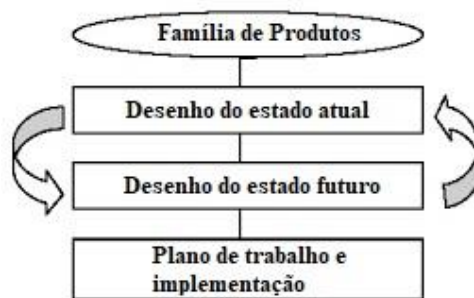 Família de Produtos
Desenho do estado atual
Desenho do estado futuro
Plano de trabalho e
implementação